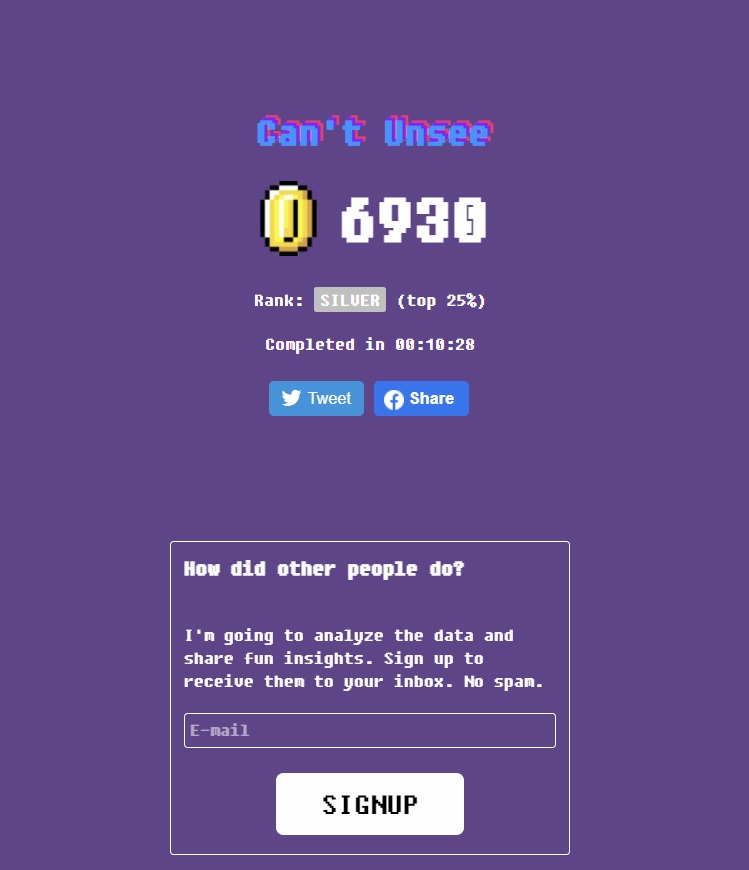 Can't Unsee
6930
Rank: SILVER (top 25%)
Completed in 00:10:28
Tweet Share
How did other people do?
I'm going to analyze the data and
share fun insights. Sign up to
receive them to your inbox. No spam.
E-mail
SIGNUP